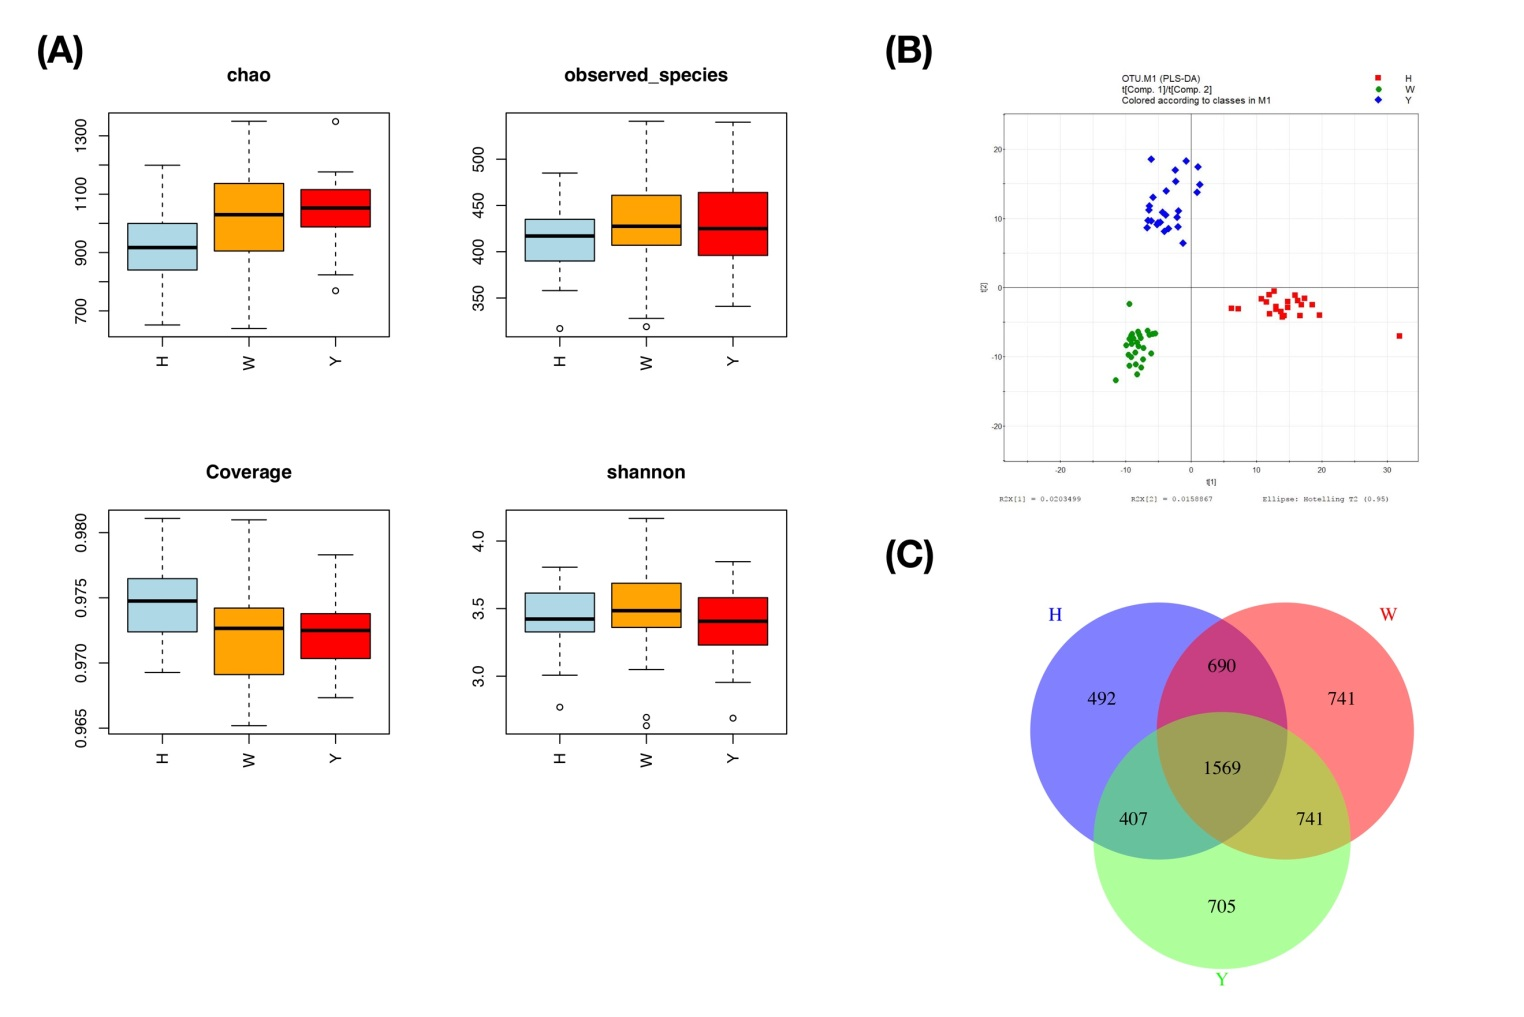 (A)
chao
1300
1100
900
700
H
W
Y
observed_species
500
450
400
350
H
W
Y
Coverage
0.980
0.975
0.970
0.965
H
W
Y
shannon
4.0
3.5
3.0
H
W
Y
(B)
OTU.M1 (PLS-DA)
t[Comp. 1]/t[Comp. 2]
Colored according to classes in M1
H
W
Y
t[2]
20
10
0
-10
-20
-20
-10
0
10
20
30
t[1]
R2X[1] = 0.0203499
R2X[2] = 0.0158867
Ellipse: Hotelling T2 (0.95)
(C)
H
W
690
492
741
1569
407
741
705
Y